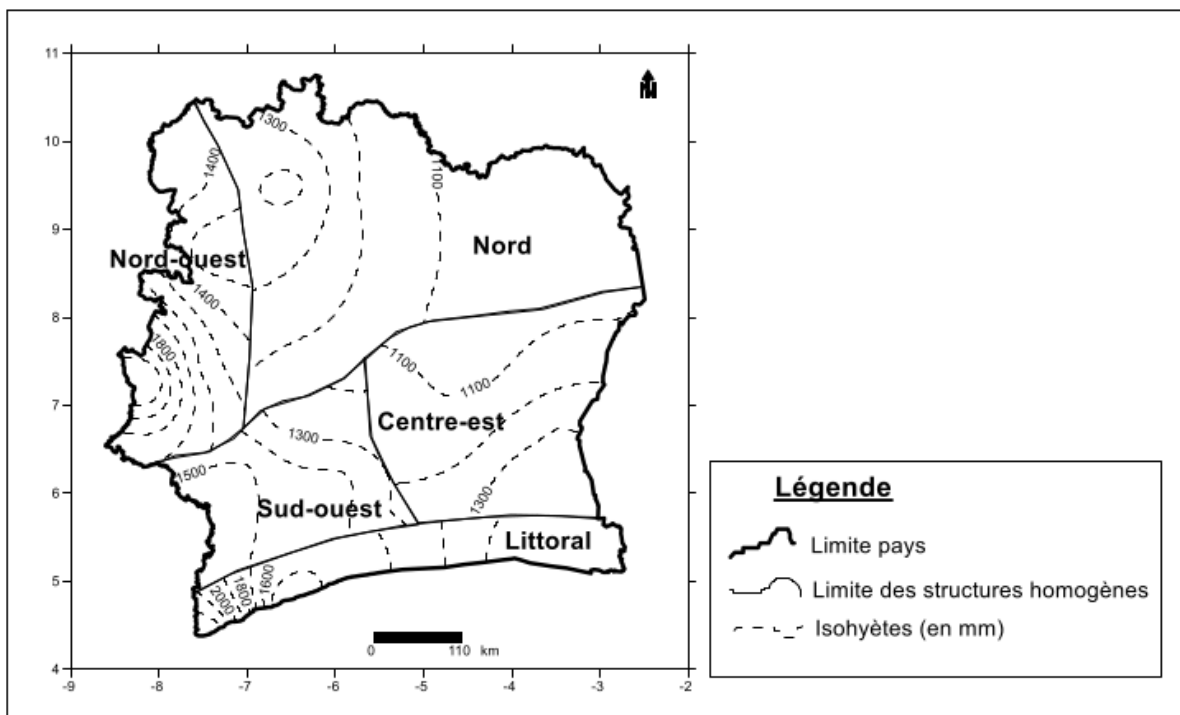 11
10
9
8
7
6
5
4
-9
-8
-7
-6
-5
-4
-3
-2
N
1300
1400
1100
Nord
Nord-ouest
1400
1800
1100
1100
Centre-est
1300
1500
1300
Sud-ouest
Littoral
2000
1800
1600
0
110
km
Légende
Limite pays
Limite des structures homogènes
Isohyètes (en mm)